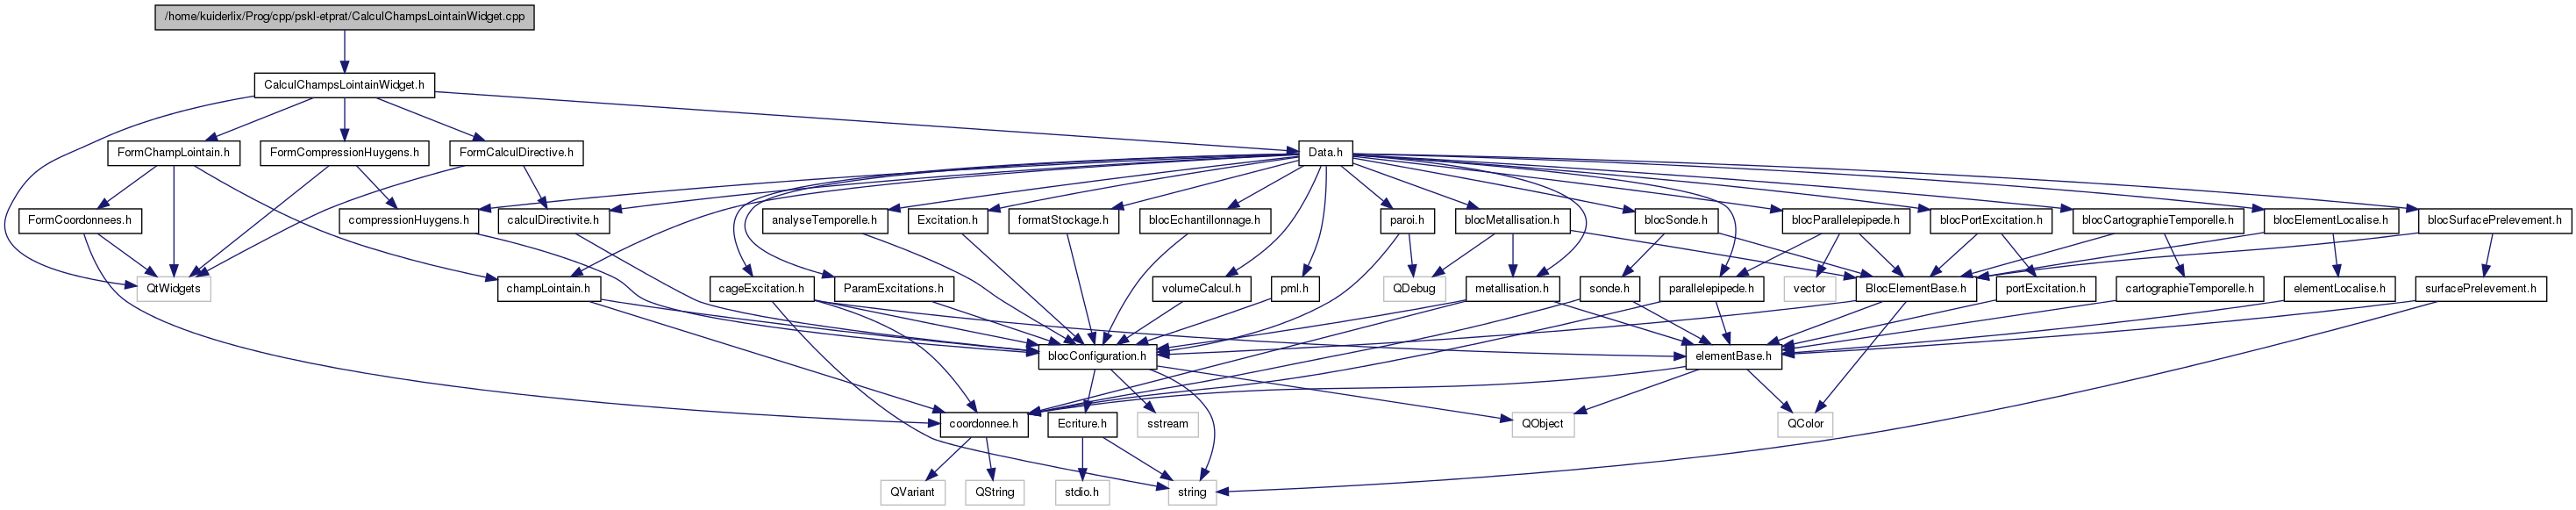 /home/kuiderlix/Prog/cpp/pskl-etprat/CalculChampsLointainWidget.cpp
CalculChampsLointainWidget.h
FormChampLointain.h
FormCompressionHuygens.h
FormCalculDirective.h
Data.h
FormCoordonnees.h
compressionHuygens.h
calculDirectivite.h
analyseTemporelle.h
Excitation.h
formatStockage.h
blocEchantillonnage.h
paroi.h
blocMetallisation.h
blocSonde.h
blocParallelepipede.h
blocPortExcitation.h
blocCartographieTemporelle.h
blocElementLocalise.h
blocSurfacePrelevement.h
QtWidgets
champLointain.h
cageExcitation.h
ParamExcitations.h
volumeCalcul.h
pml.h
QDebug
metallisation.h
sonde.h
parallelepipede.h
vector
BlocElementBase.h
portExcitation.h
cartographieTemporelle.h
elementLocalise.h
surfacePrelevement.h
blocConfiguration.h
elementBase.h
coordonnee.h
Ecriture.h
sstream
QObject
QColor
QVariant
QString
stdio.h
string